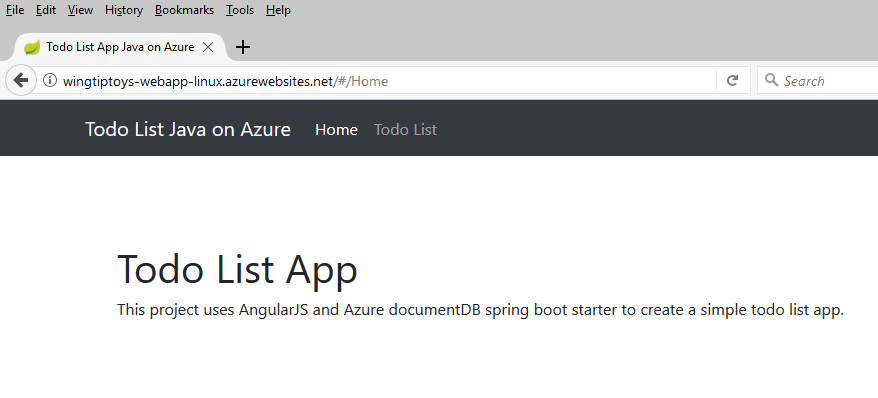 File Edit View History Bookmarks Tools Help
Todo List App Java on Azure
wingtiptoys-webapp-linux.azurewebsites.net/#/Home Search
Todo List Java on Azure Home Todo List
Todo List App
This project uses AngularJS and Azure documentDB spring boot starter to create a simple todo list app.